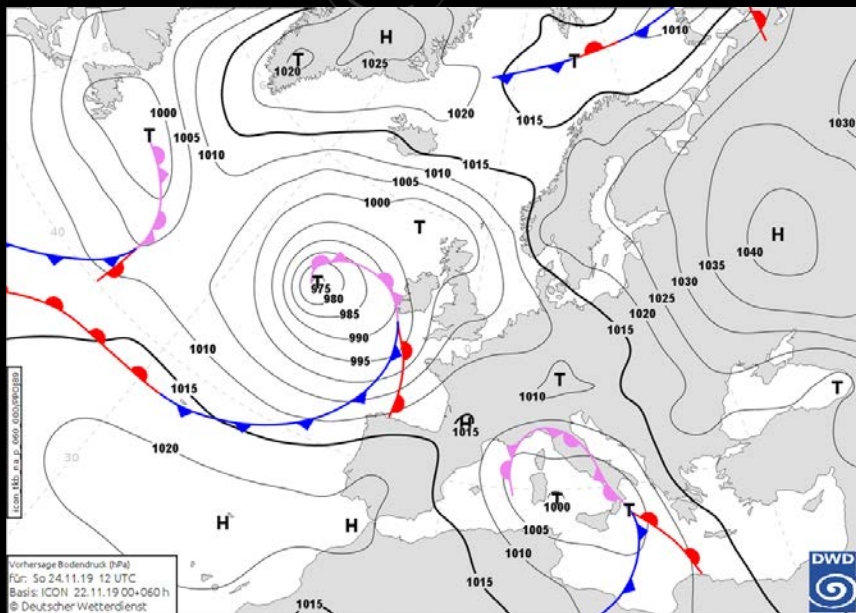 H
1020
T
1025
T
1010
1000
T
1005
1010
1020
1015
1015
1030
1010
1005
1000
T
40
H
1040
1035
1030
1025
1020
T
975
980
985
990
995
1015
1010
1015
T
1010
T
H
1015
1020
30
T
1000
1005
1010
T
H
H
1015
1015
1015
Vorhersage Bodendruck (hPa)
Für: So 24.11.19 12 UTC
Basis: ICON 22.11.19 00+060 h
© Deutscher Wetterdienst
DWD